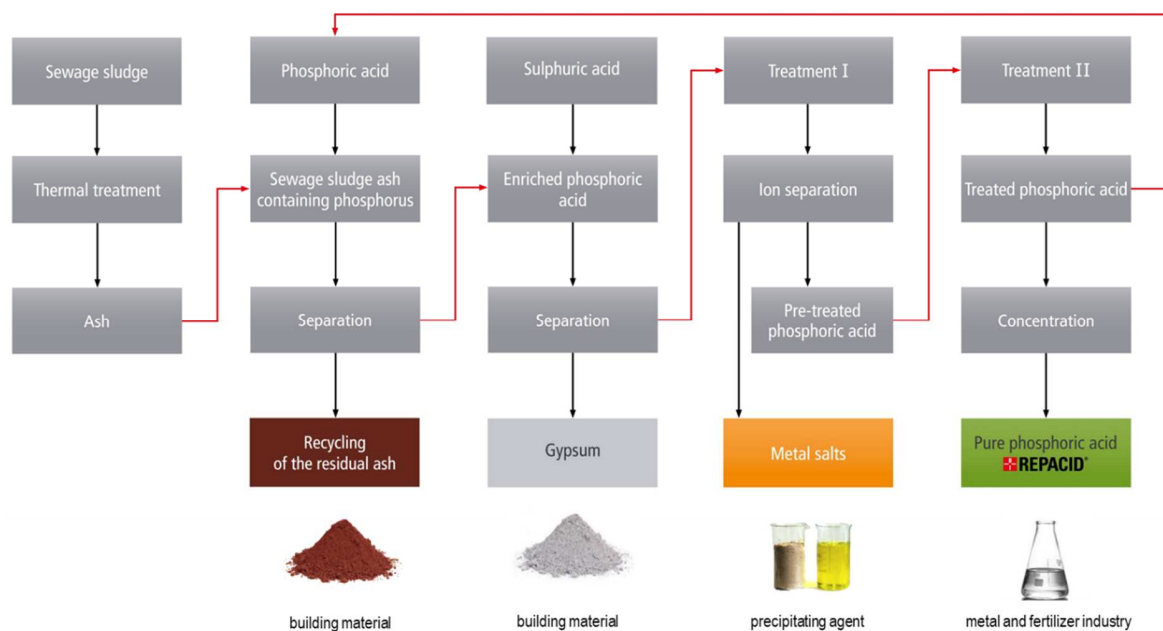 Sewage sludge
Thermal treatment
Ash
Phosphoric acid
Sewage sludge ash
containing phosphorus
Separation
Recycling
of the residual ash
building material
Sulphuric acid
Enriched phosphoric
acid
Separation
Gypsum
building material
Treatment I
Ion separation
Pre-treated
phosphoric acid
Metal salts
precipitating agent
Treatment II
Treated phosphoric acid
Concentration
Pure phosphoric acid
REPACID®
metal and fertilizer industry